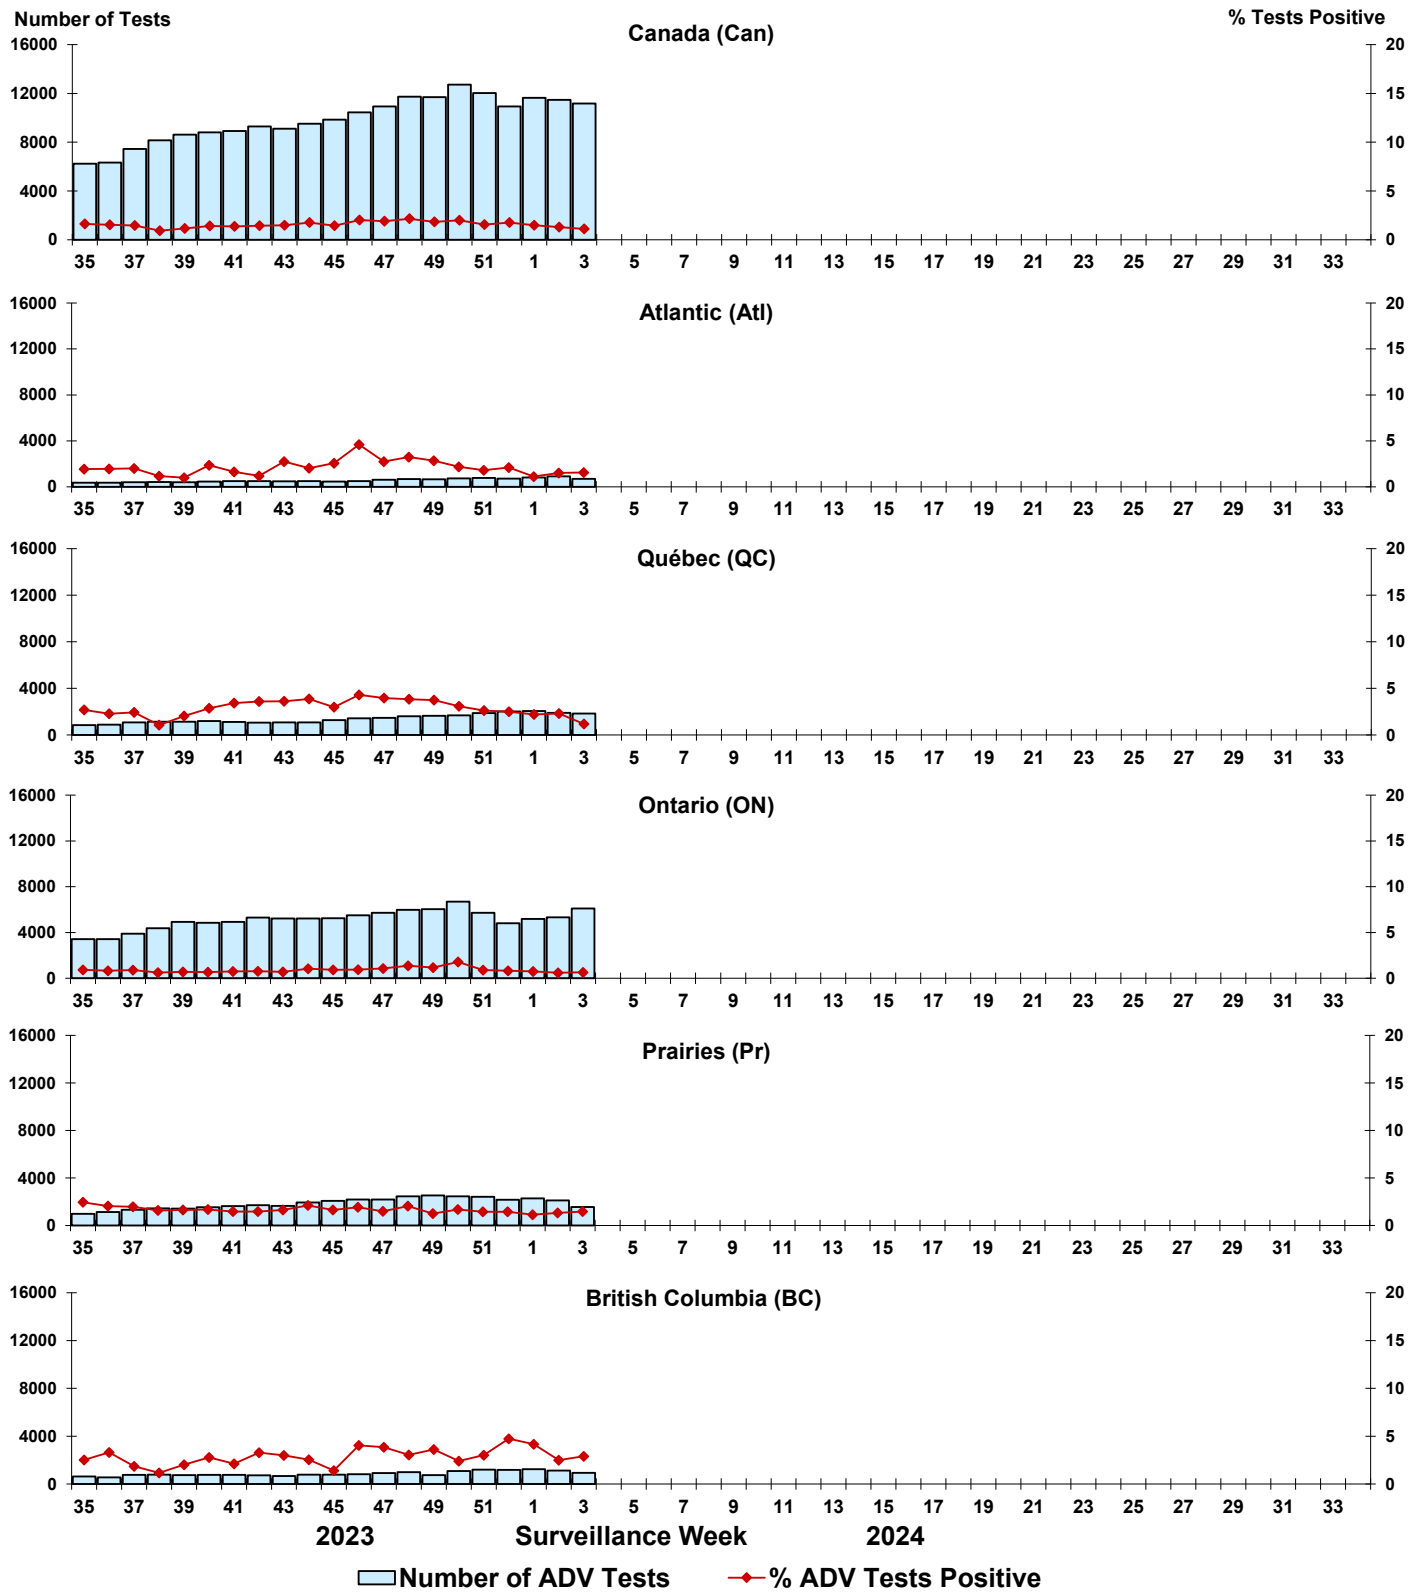 Number of Tests
% Tests Positive
Canada (Can)
16000 20
12000 15
8000 10
4000 5
0 0
35 37 39 41 43 45 47 49 51 1 3 5 7 9 11 13 15 17 19 21 23 25 27 29 31 33
Atlantic (Atl)
16000 20
12000 15
8000 10
4000 5
0 0
35 37 39 41 43 45 47 49 51 1 3 5 7 9 11 13 15 17 19 21 23 25 27 29 31 33
Québec (QC)
16000 20
12000 15
8000 10
4000 5
0 0
35 37 39 41 43 45 47 49 51 1 3 5 7 9 11 13 15 17 19 21 23 25 27 29 31 33
Ontario (ON)
16000 20
12000 15
8000 10
4000 5
0 0
35 37 39 41 43 45 47 49 51 1 3 5 7 9 11 13 15 17 19 21 23 25 27 29 31 33
Prairies (Pr)
16000 20
12000 15
8000 10
4000 5
0 0
35 37 39 41 43 45 47 49 51 1 3 5 7 9 11 13 15 17 19 21 23 25 27 29 31 33
British Columbia (BC)
16000 20
12000 15
8000 10
4000 5
0 0
35 37 39 41 43 45 47 49 51 1 3 5 7 9 11 13 15 17 19 21 23 25 27 29 31 33
2023 Surveillance Week 2024
Number of ADV Tests % ADV Tests Positive